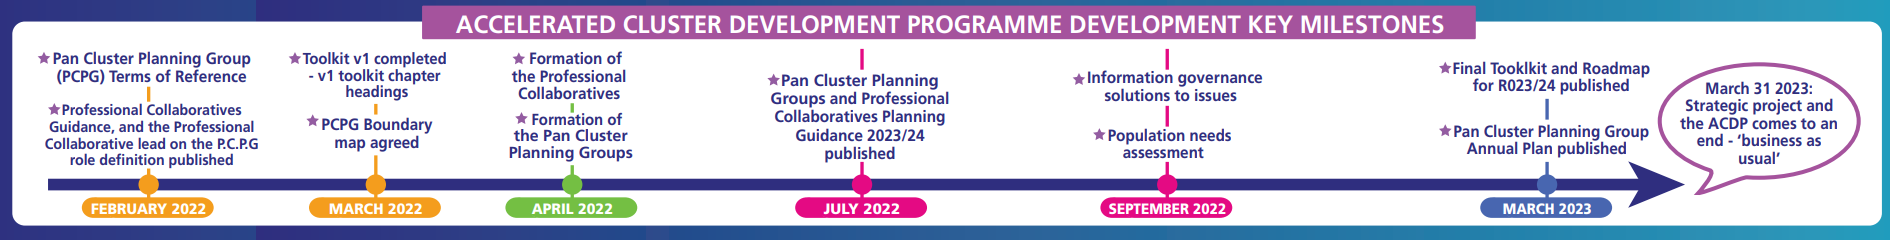 ACCELERATED CLUSTER DEVELOPMENT PROGRAMME DEVELOPMENT KEY MILESTONES
Pan Cluster Planning Group
(PCPG) Terms of Reference
Professional Collaboratives
Guidance, and the Professional
Collaborative lead on the P.C.P.G
role definition published
FEBRUARY 2022
Toolkit v1 completed
- v1 toolkit chapter
headings
PCPG Boundary
map agreed
MARCH 2022
Formation of
the Professional
Collaboratives
Formation of
the Pan Cluster
Planning Groups
APRIL 2022
Pan Cluster Planning
Groups and Professional
Collaboratives Planning
Guidance 2023/24
published
JULY 2022
Information governance
solutions to issues
Population needs
assessment
SEPTEMBER 2022
Final Tooklkit and Roadmap
for R023/24 published
Pan Cluster Planning Group
Annual Plan published
MARCH 2023
March 31 2023:
Strategic project and
the ACDP comes to an
end - ‘business as
usual’